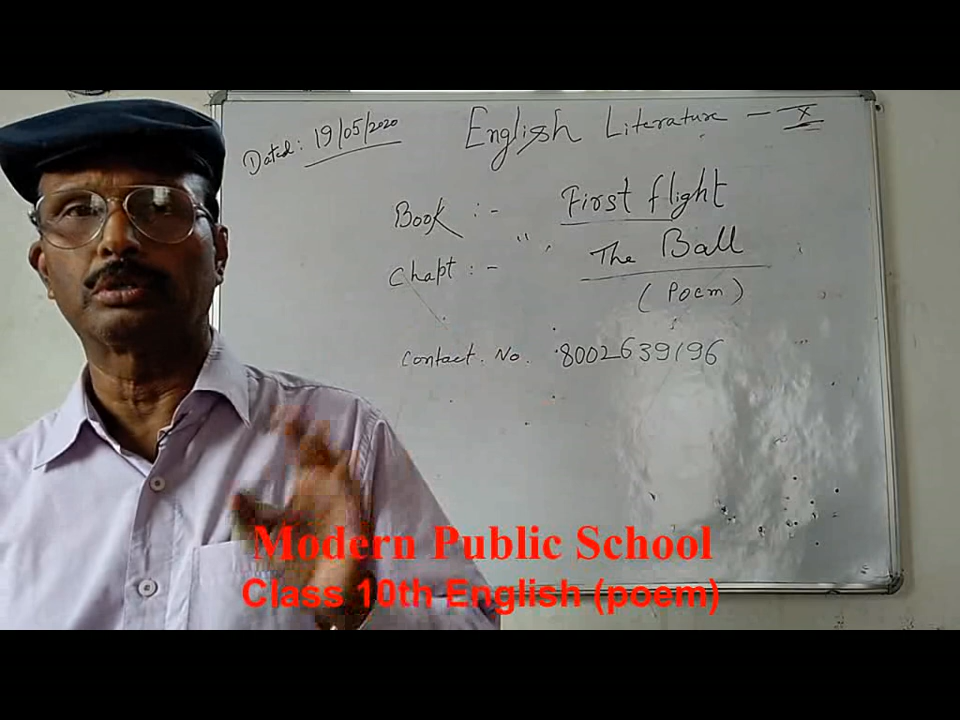 Dated: 19/05/2020
English Literature - X
Book :- First flight
Chapt :- " The Ball
(Poem)
Contact. No. 8002639196
Modern Public School
Class 10th English (poem)